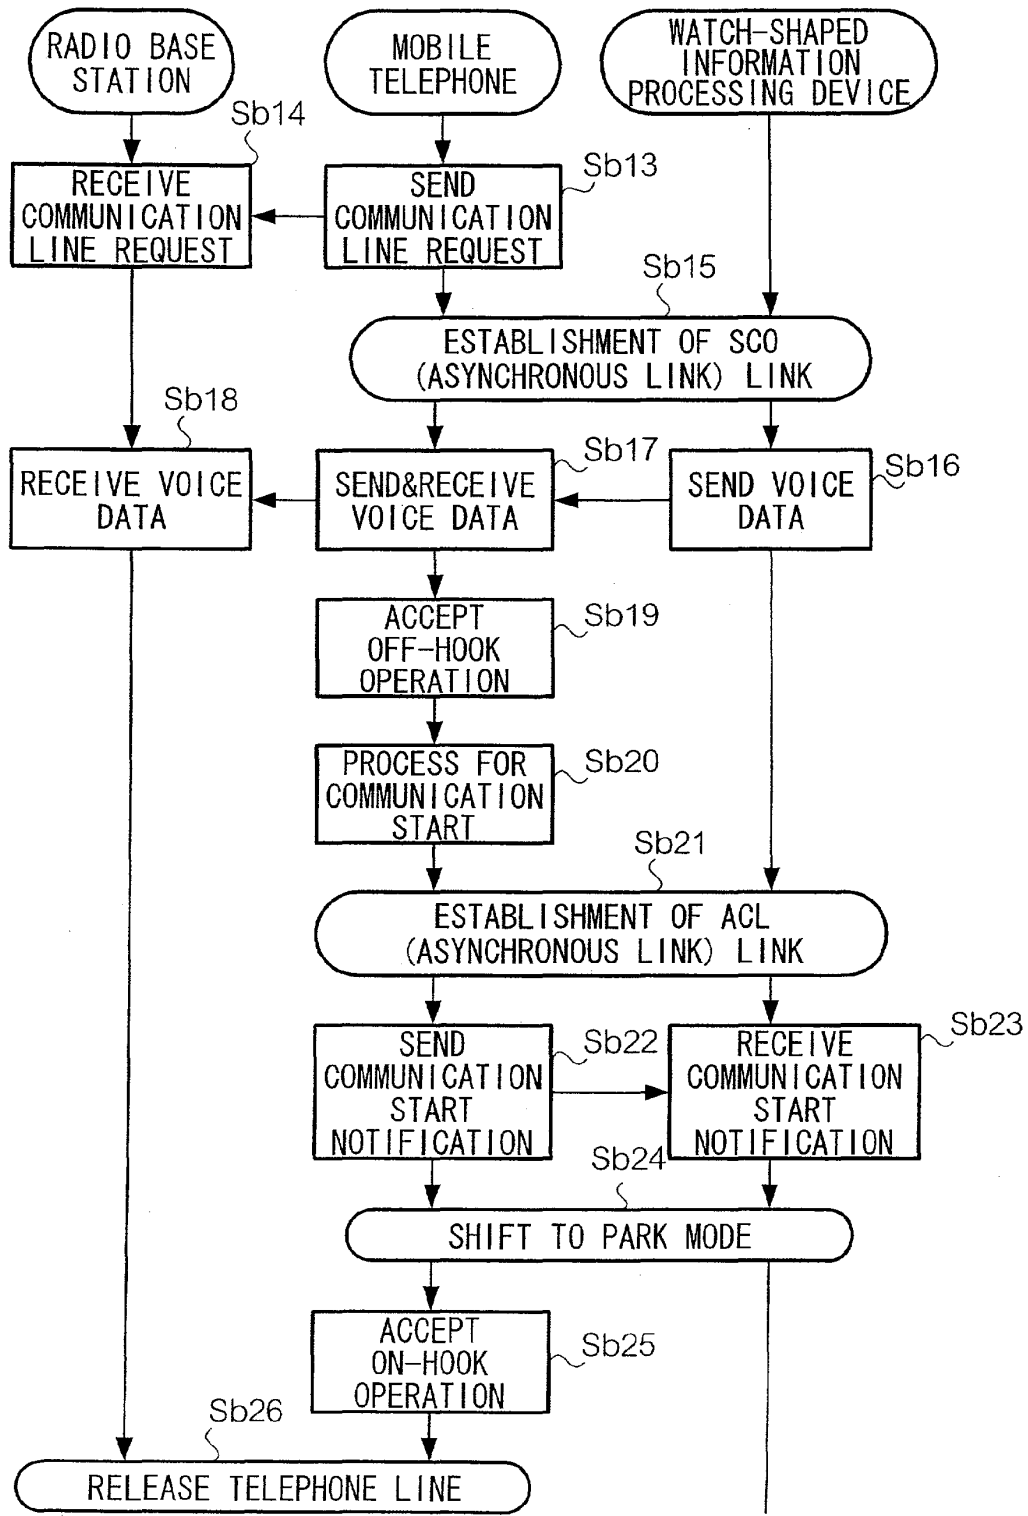 RADIO BASE
STATION
MOBILE
TELEPHONE
WATCH-SHAPED
INFORMATION
PROCESSING DEVICE
Sb14
RECEIVE
COMMUNICATION
LINE REQUEST
Sb13
SEND
COMMUNICATION
LINE REQUEST
Sb15
ESTABLISHMENT OF SCO
(ASYNCHRONOUS LINK) LINK
Sb18
RECEIVE VOICE
DATA
Sb17
SEND&RECEIVE
VOICE DATA
Sb16
SEND VOICE
DATA
Sb19
ACCEPT
OFF-HOOK
OPERATION
Sb20
PROCESS FOR
COMMUNICATION
START
Sb21
ESTABLISHMENT OF ACL
(ASYNCHRONOUS LINK) LINK
Sb22
SEND
COMMUNICATION
START
NOTIFICATION
Sb23
RECEIVE
COMMUNICATION
START
NOTIFICATION
Sb24
SHIFT TO PARK MODE
Sb25
ACCEPT
ON-HOOK
OPERATION
Sb26
RELEASE TELEPHONE LINE